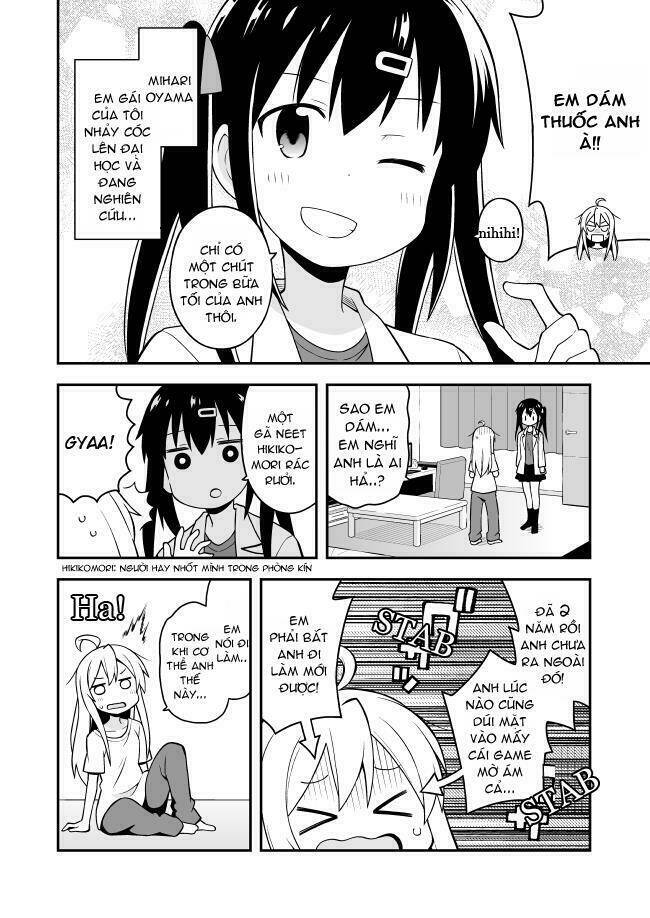 EM DÁM
THUỐC ANH
À!!
MIHARI
OYAMA
EM GÁI
CỦA TÔI
NHẢY CÓC
LÊN ĐẠI
HỌC VÀ
ĐANG
NGHIÊN
CỨU...
nihihi!
CHỈ CÓ
MỘT CHÚT
TRONG BỮA
TỐI CỦA ANH
THÔI.
SAO EM
DÁM...
EM NGHĨ
ANH LÀ AI
HẢ..?
MỘT
GÃ NEET
HIKIKO-
MORI RÁC
RƯỞI.
GYAA!
HIKIKOMORI: NGƯỜI HAY NHỐT MÌNH TRONG PHÒNG KÍN
ĐÃ 2
NĂM RỒI
ANH CHƯA
RA NGOÀI
ĐÓ!
STAB
ANH LÚC
NÀO CŨNG
DÚI MẶT
VÀO MẤY
CÁI GAME
MỜ ÁM
CẢ...
STAB
EM
PHẢI BẮT
ANH ĐI
LÀM MỚI
ĐƯỢC!
EM
NÓI ĐI
LÀM..
TRONG
KHI CƠ
THỂ ANH
THẾ
NÀY...
Ha!